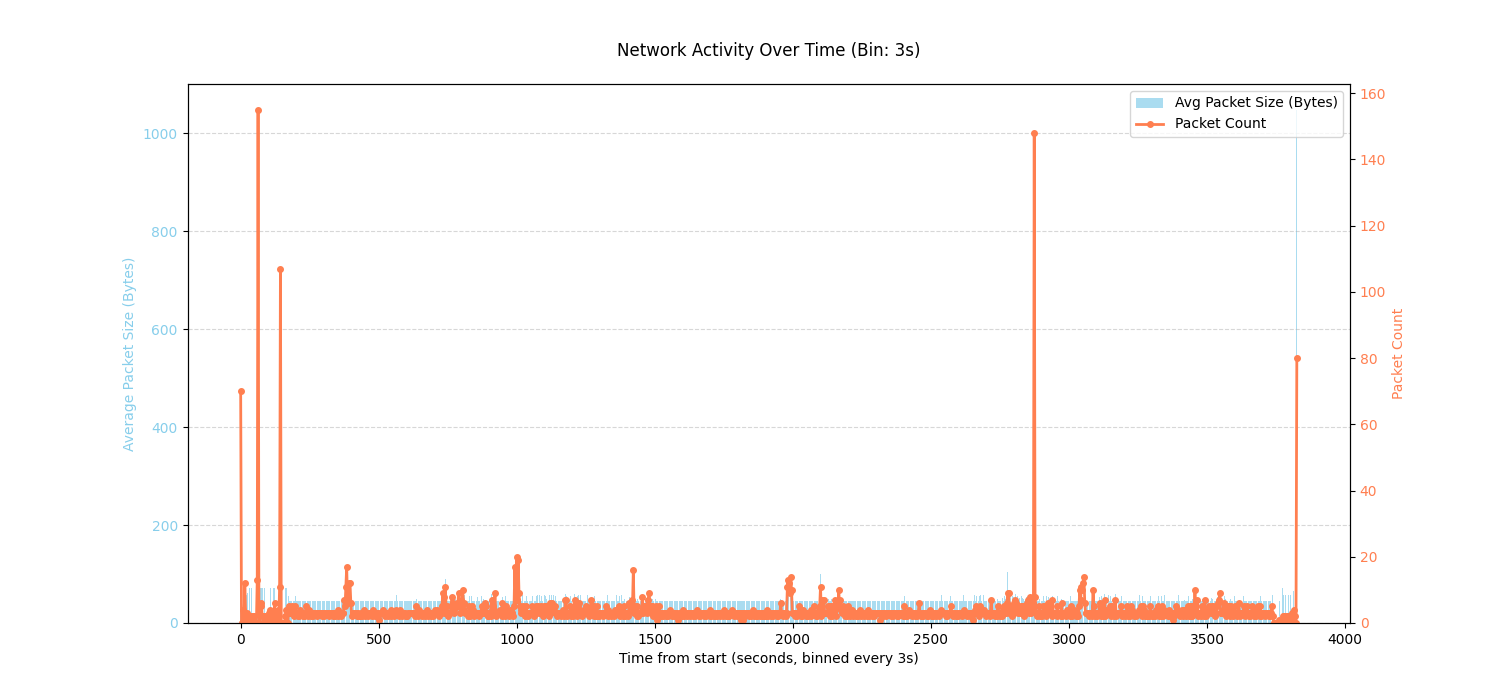 Network Activity Over Time (Bin: 3s)
Avg Packet Size (Bytes)
Packet Count
Average Packet Size (Bytes)
1000
800
600
400
200
0
160
140
120
100
80
60
40
20
0
Packet Count
0 500 1000 1500 2000 2500 3000 3500 4000
Time from start (seconds, binned every 3s)